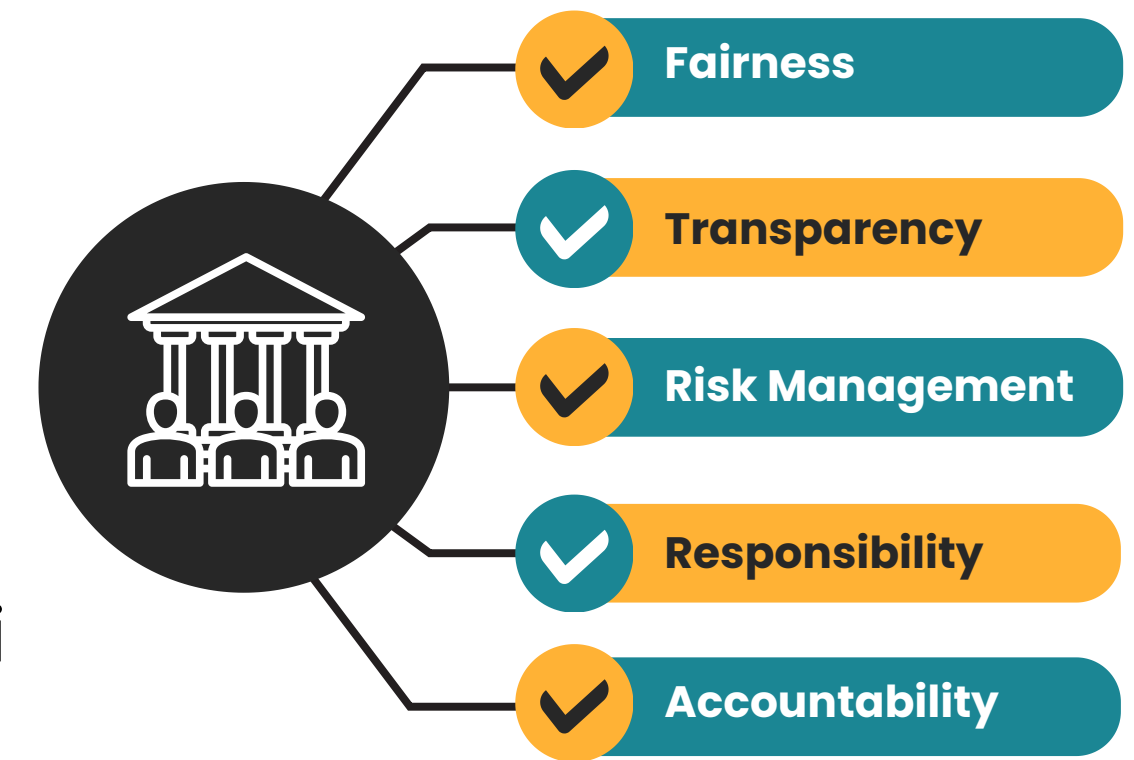 Fairness
Transparency
Risk Management
Responsibility
Accountability